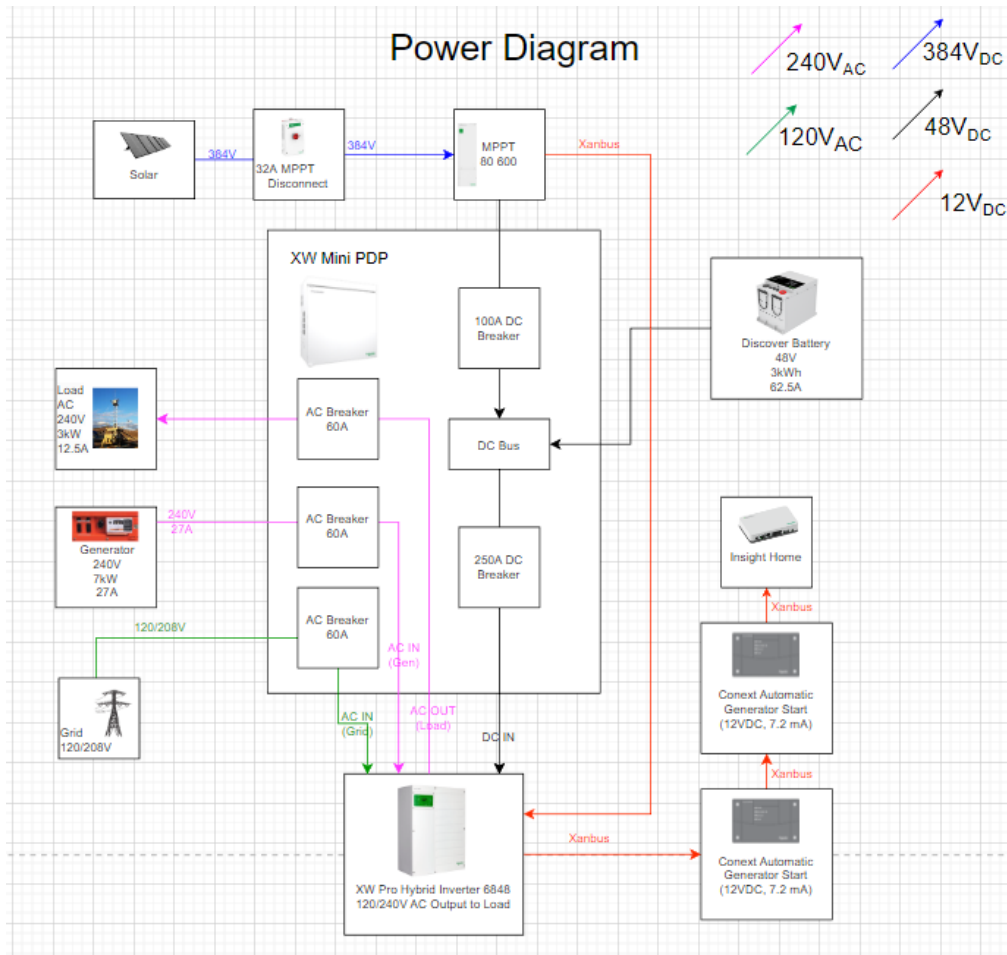 Power Diagram
240VAC
384VDC
120VAC
48VDC
12VDC
Solar
384V
32A MPPT
Disconnect
384V
MPPT
80 600
Xanbus
XW Mini PDP
100A DC
Breaker
DC Bus
250A DC
Breaker
Discover Battery
48V
3kWh
62.5A
Load
AC
240V
3kW
12.5A
AC Breaker
60A
Generator
240V
7kW
27A
240V
27A
AC Breaker
60A
AC Breaker
60A
120/208V
Grid
120/208V
AC IN
(Gen)
AC IN
(Grid)
AC OUT
(Load)
DC IN
XW Pro Hybrid Inverter 6848
120/240V AC Output to Load
Xanbus
Insight Home
Xanbus
Conext Automatic
Generator Start
(12VDC, 7.2 mA)
Xanbus
Conext Automatic
Generator Start
(12VDC, 7.2 mA)